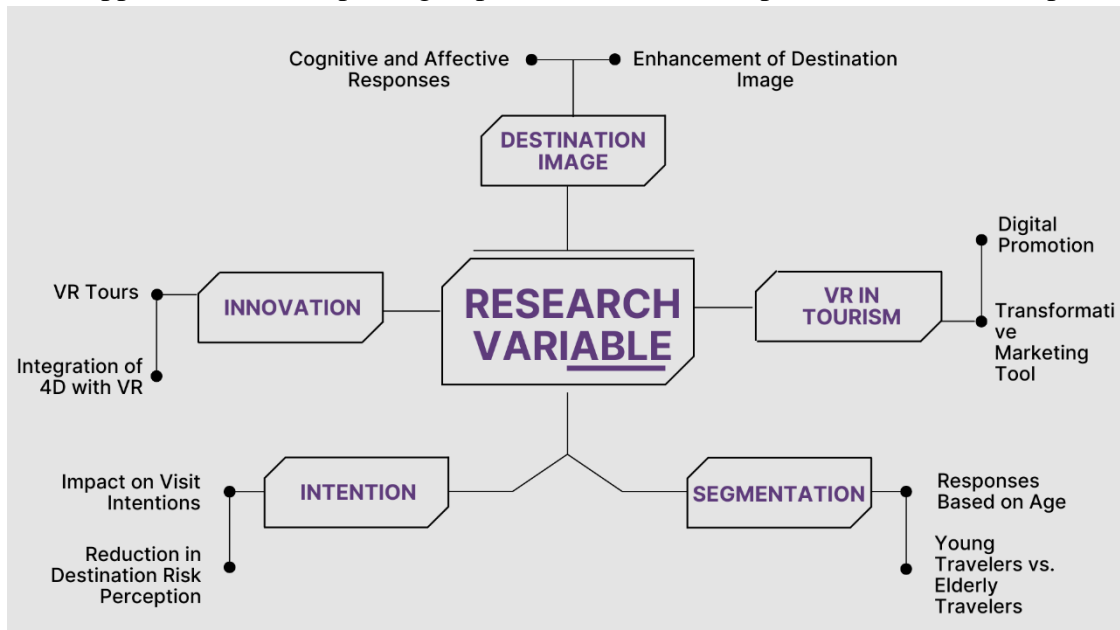 Cognitive and Affective
Responses
Enhancement of Destination
Image
DESTINATION
IMAGE
Digital
Promotion
VR Tours
INNOVATION
RESEARCH
VARIABLE
VR IN
TOURISM
Transformati
ve
Marketing
Tool
Integration of
4D with VR
Impact on Visit
Intentions
INTENTION
SEGMENTATION
Responses
Based on Age
Reduction in
Destination Risk
Perception
Young
Travelers vs.
Elderly
Travelers